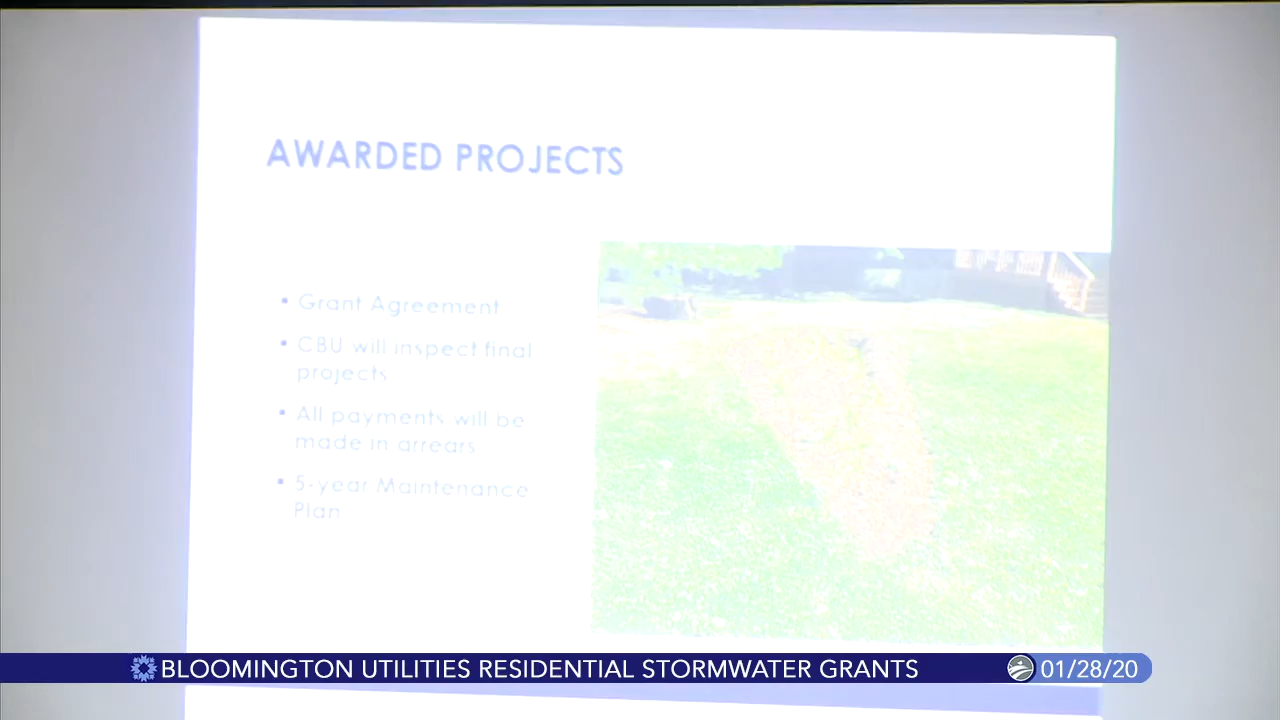 AWARDED PROJECTS
• Grant Agreement
• CBU will inspect final
projects
• All payments will be
made in arrears
• 5-year Maintenance
Plan
BLOOMINGTON UTILITIES RESIDENTIAL STORMWATER GRANTS
01/28/20